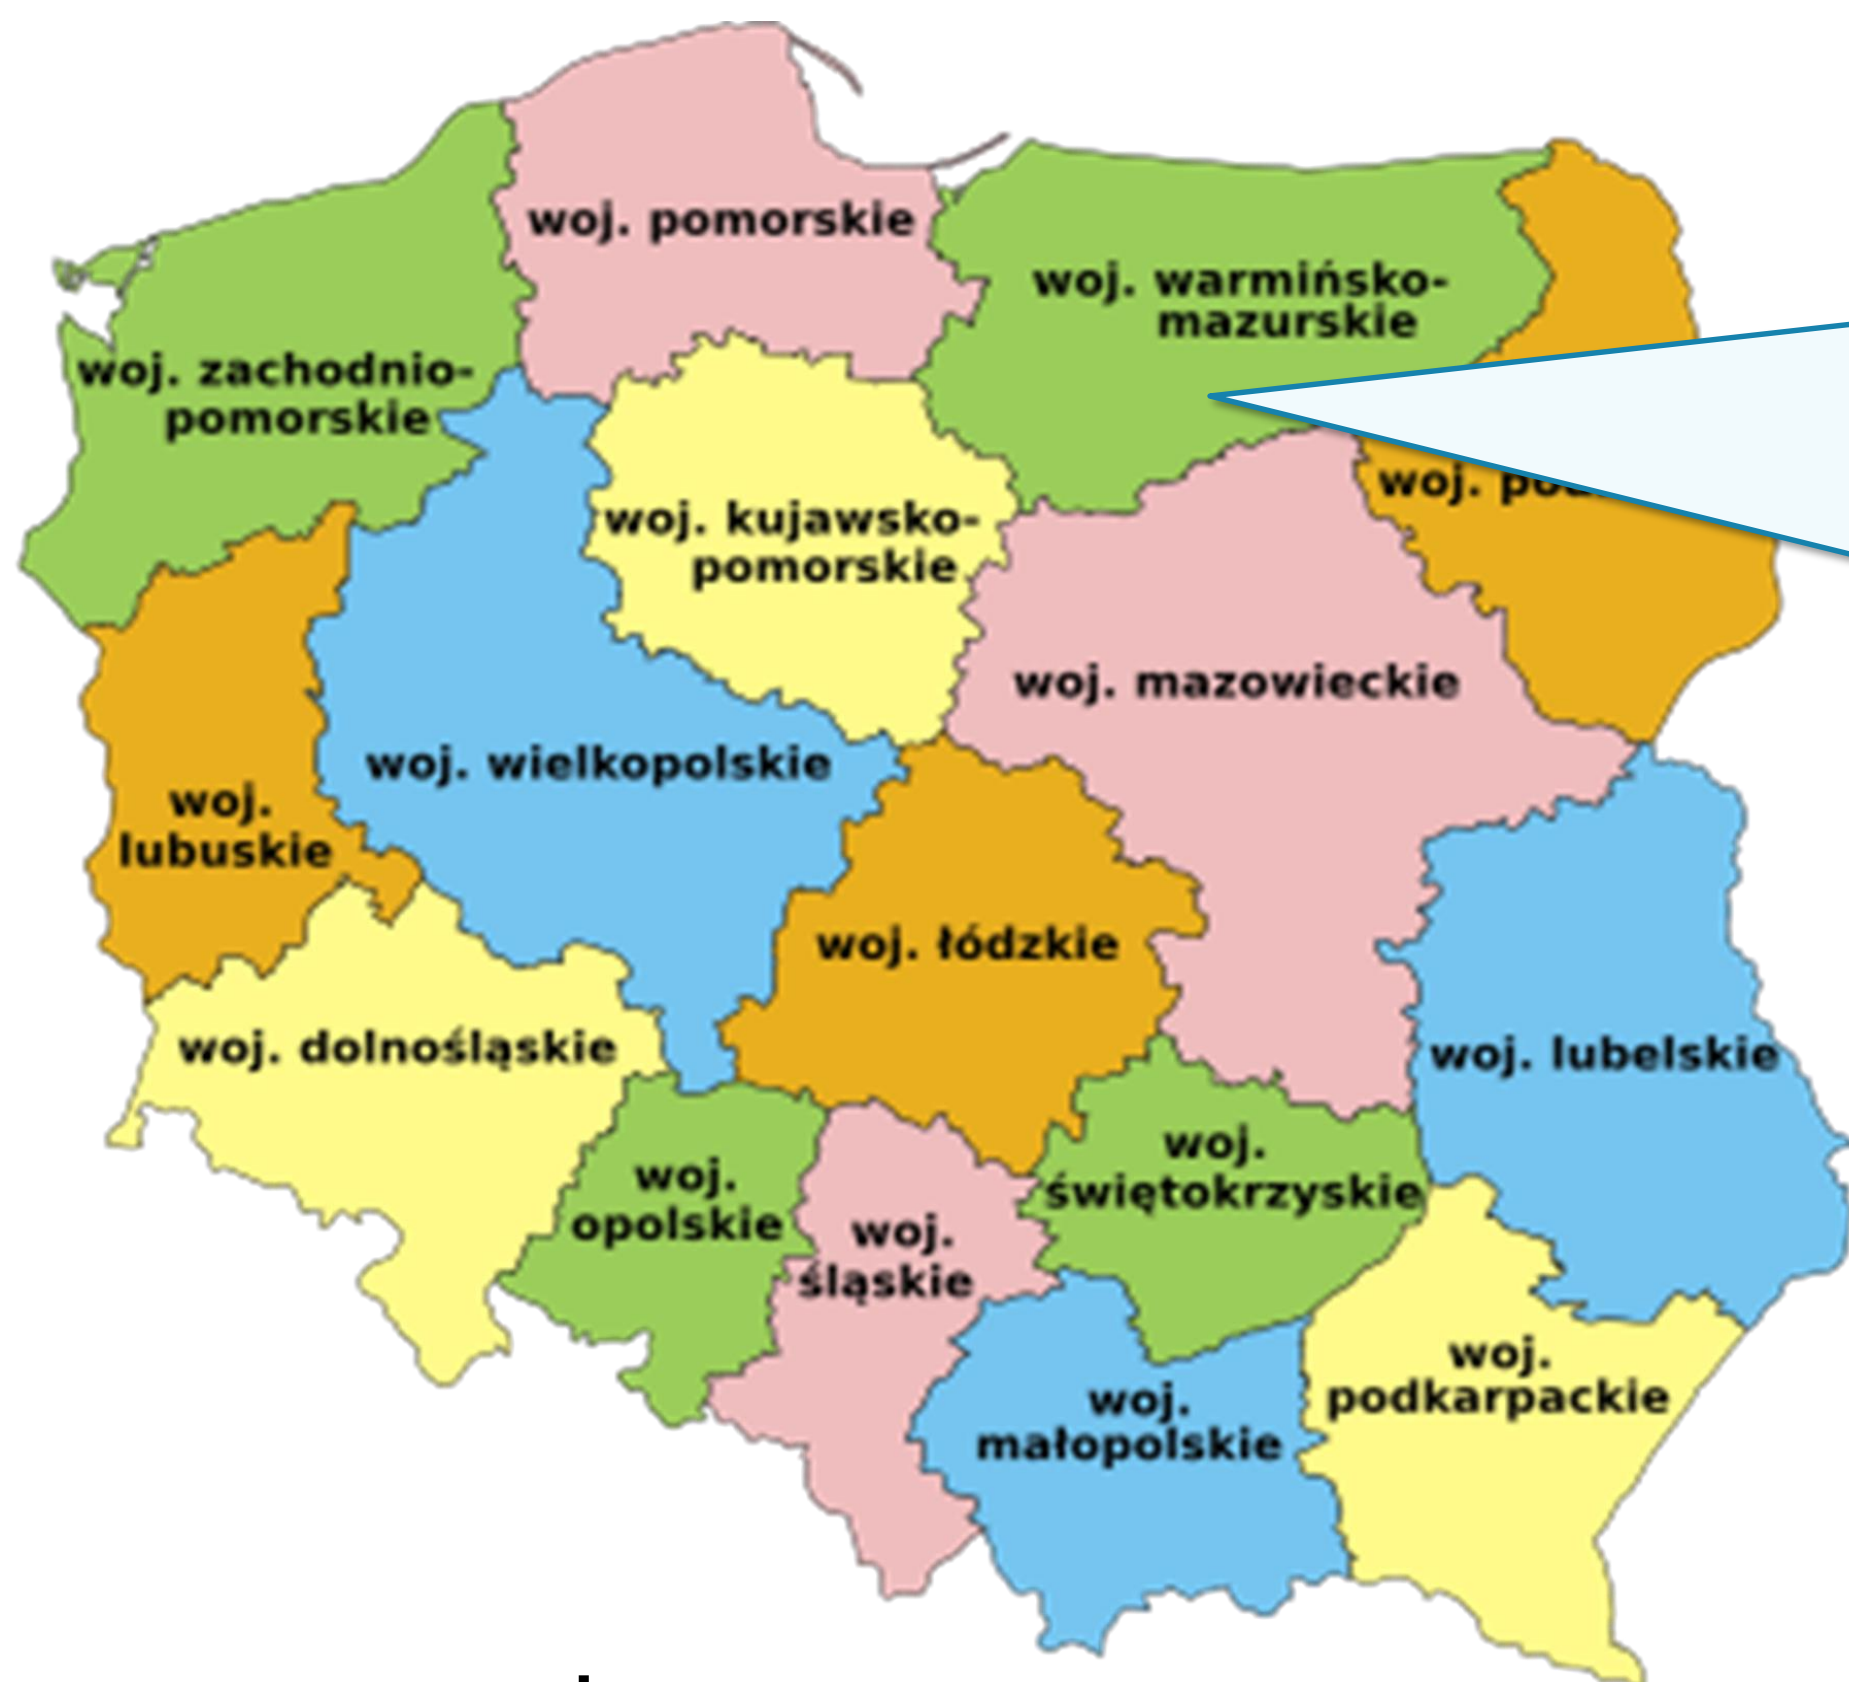 woj. pomorskie
woj. warmińsko-
mazurskie
woj. zachodnio-
pomorskie
woj.
woj. kujawsko-
pomorskie
woj. mazowieckie
woj. wielkopolskie
woj.
lubuskie
woj. łódzkie
woj. dolnośląskie
woj. lubelskie
woj.
świętokrzyskie
woj.
opolskie
woj.
śląskie
woj.
podkarpackie
woj.
małopolskie